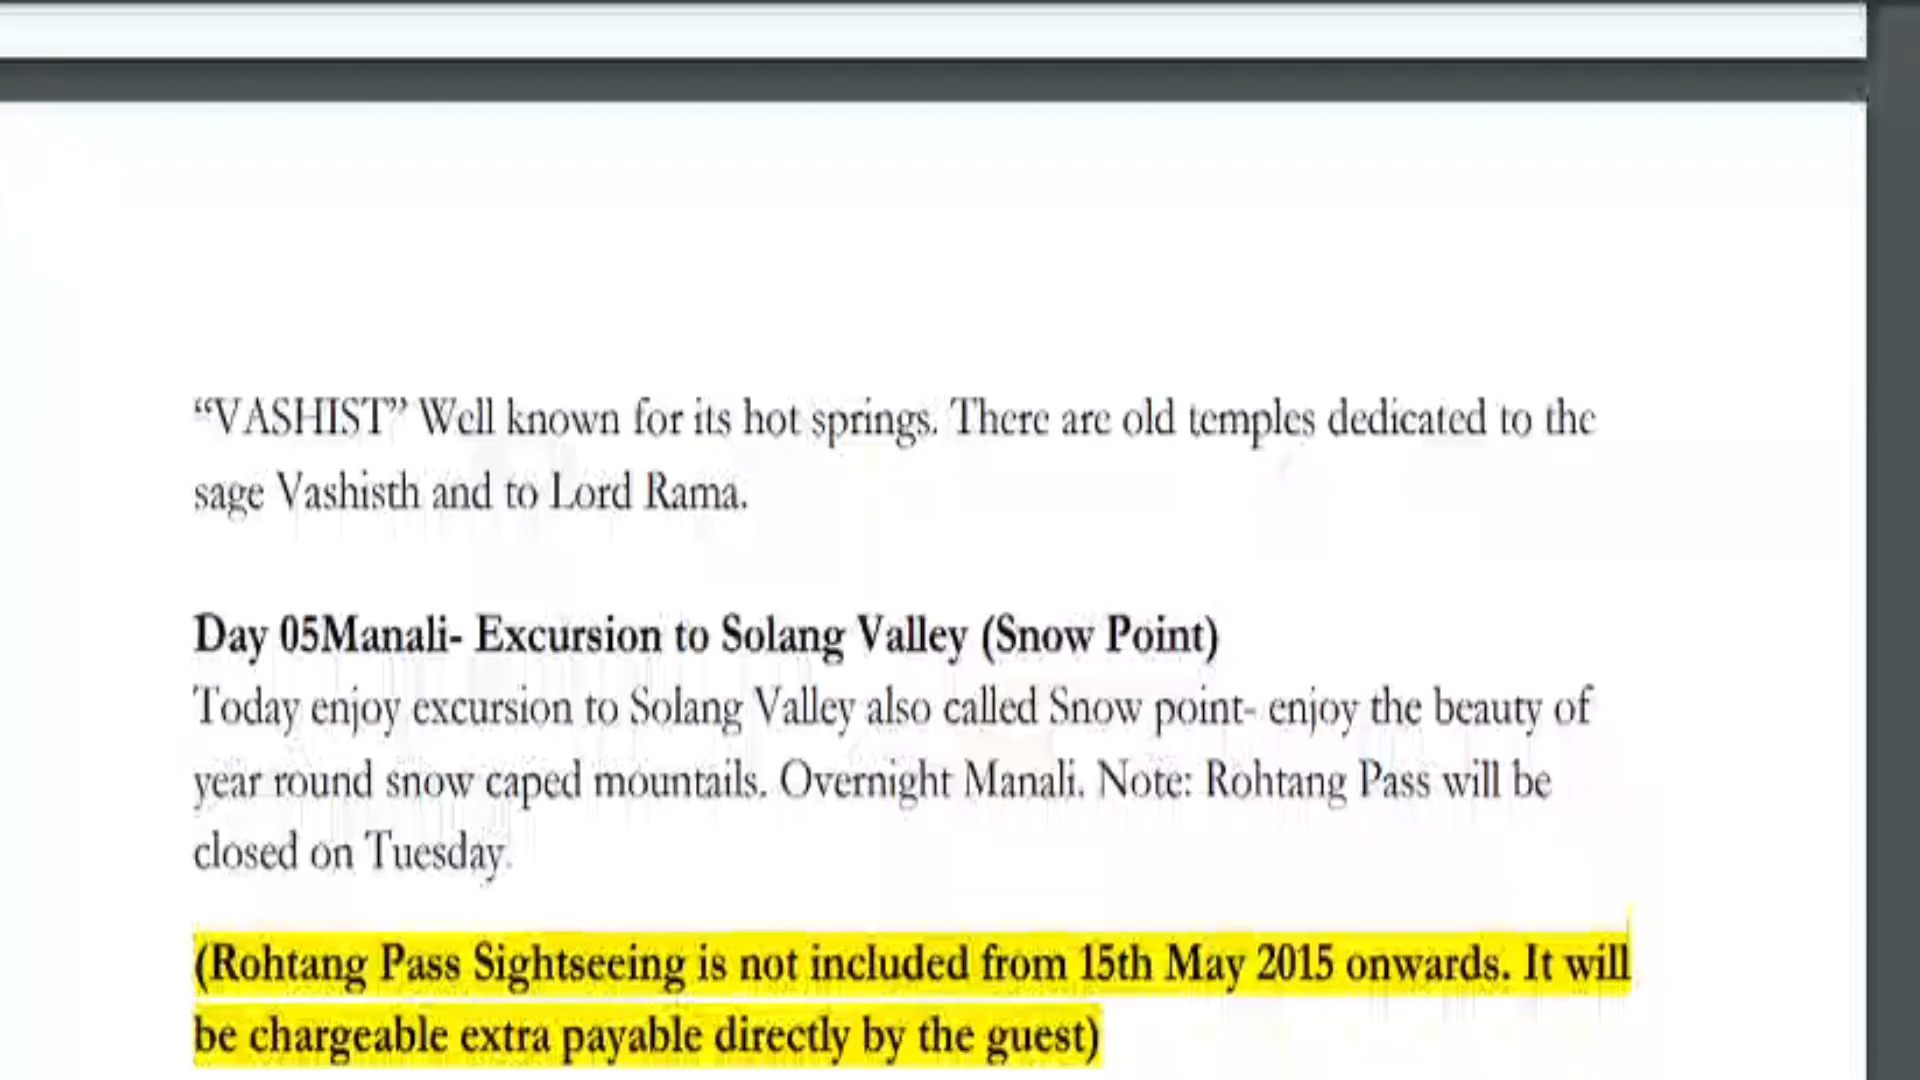 “VASHIST” Well known for its hot springs. There are old temples dedicated to the
sage Vashisth and to Lord Rama.
Day 05Manali- Excursion to Solang Valley (Snow Point)
Today enjoy excursion to Solang Valley also called Snow point- enjoy the beauty of
year round snow caped mountails. Overnight Manali. Note: Rohtang Pass will be
closed on Tuesday.
(Rohtang Pass Sightseeing is not included from 15th May 2015 onwards. It will
be chargeable extra payable directly by the guest)